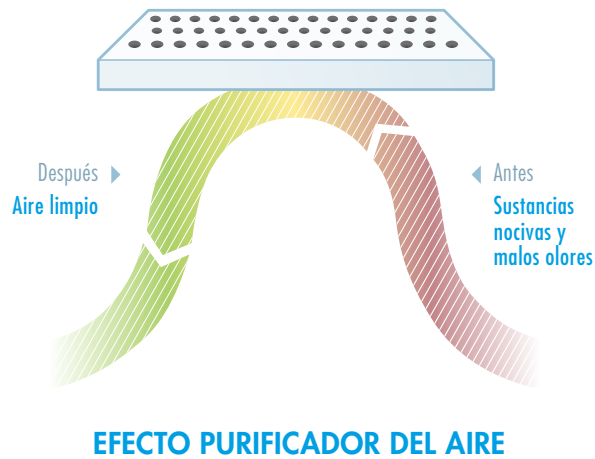 Después
Aire limpio
Antes
Sustancias
nocivas y
malos olores
EFECTO PURIFICADOR DEL AIRE